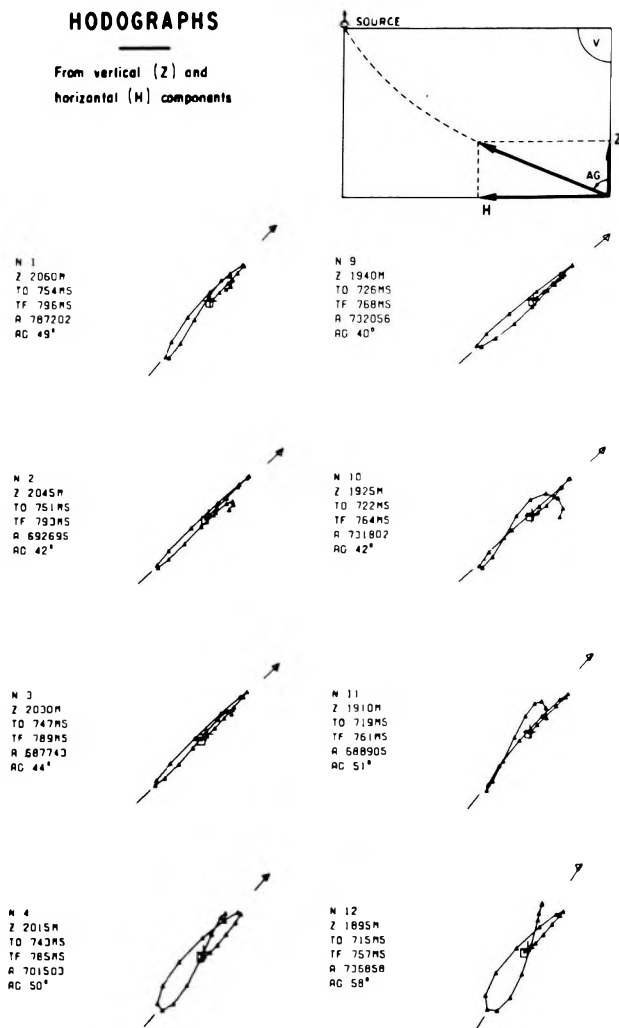 HODOGRAPHS
From vertical (Z) and
horizontal (H) components
SOURCE
V
Z
AG
H
N 1
Z 2060M
TO 754MS
TF 796MS
A 787202
AG 49°
N 9
Z 1940M
TO 726MS
TF 768MS
A 732056
AG 40°
N 2
Z 2045M
TO 751MS
TF 793MS
A 692695
AG 42°
N 10
Z 1925M
TO 722MS
TF 764MS
A 731802
AG 42°
N 3
Z 2030M
TO 747MS
TF 789MS
A 687743
AG 44°
N 11
Z 1910M
TO 719MS
TF 761MS
A 688905
AG 51°
N 4
Z 2015M
TO 743MS
TF 785MS
A 701503
AG 50°
N 12
Z 1895M
TO 715MS
TF 757MS
A 736858
AG 58°